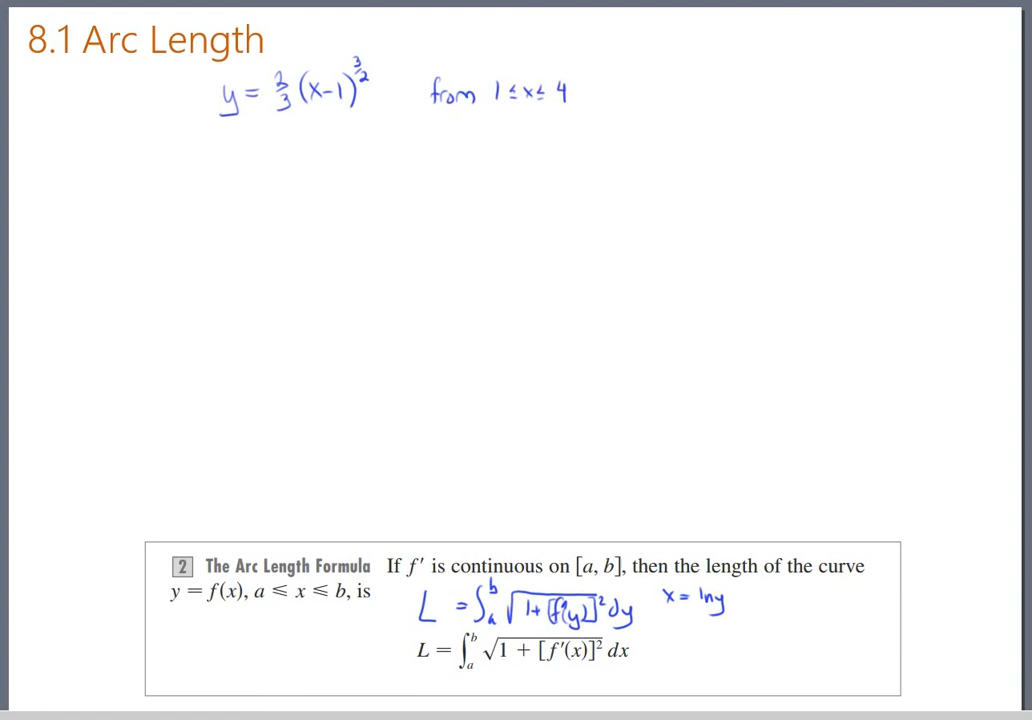 8.1 Arc Length
y = 2/3 (x-1)^3/2 from 1 ≤ x ≤ 4
2 The Arc Length Formula If f′ is continuous on [a, b], then the length of the curve
y = f(x), a ⩽ x ⩽ b, is
L = ∫_a^b √(1+ [f'(y)]²) dy x = ln y
L = ∫_a^b √(1 + [f′(x)]²) dx